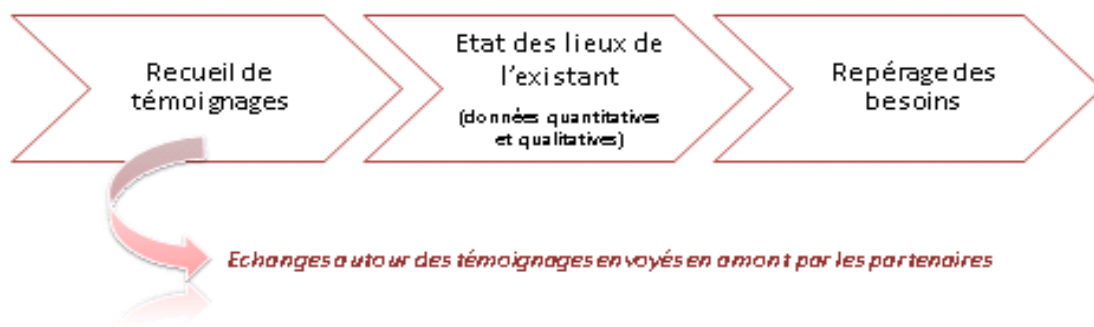 Recueil de
témoignages
Etat des lieux de
l'existant
(données quantitatives
et qualitatives)
Repérage des
besoins
Echanges autour des témoignages envoyés en amont par les partenaires